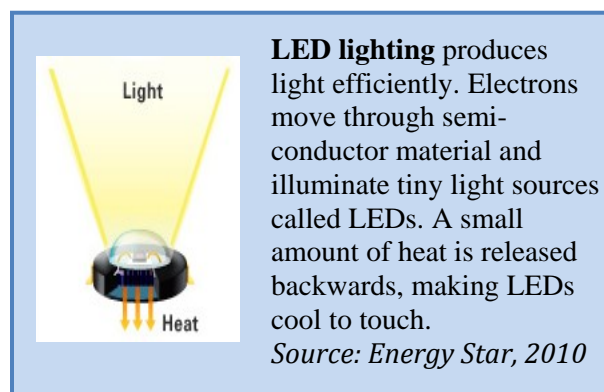 Light
Heat
LED lighting produces
light efficiently. Electrons
move through semi-
conductor material and
illuminate tiny light sources
called LEDs. A small
amount of heat is released
backwards, making LEDs
cool to touch.
Source: Energy Star, 2010